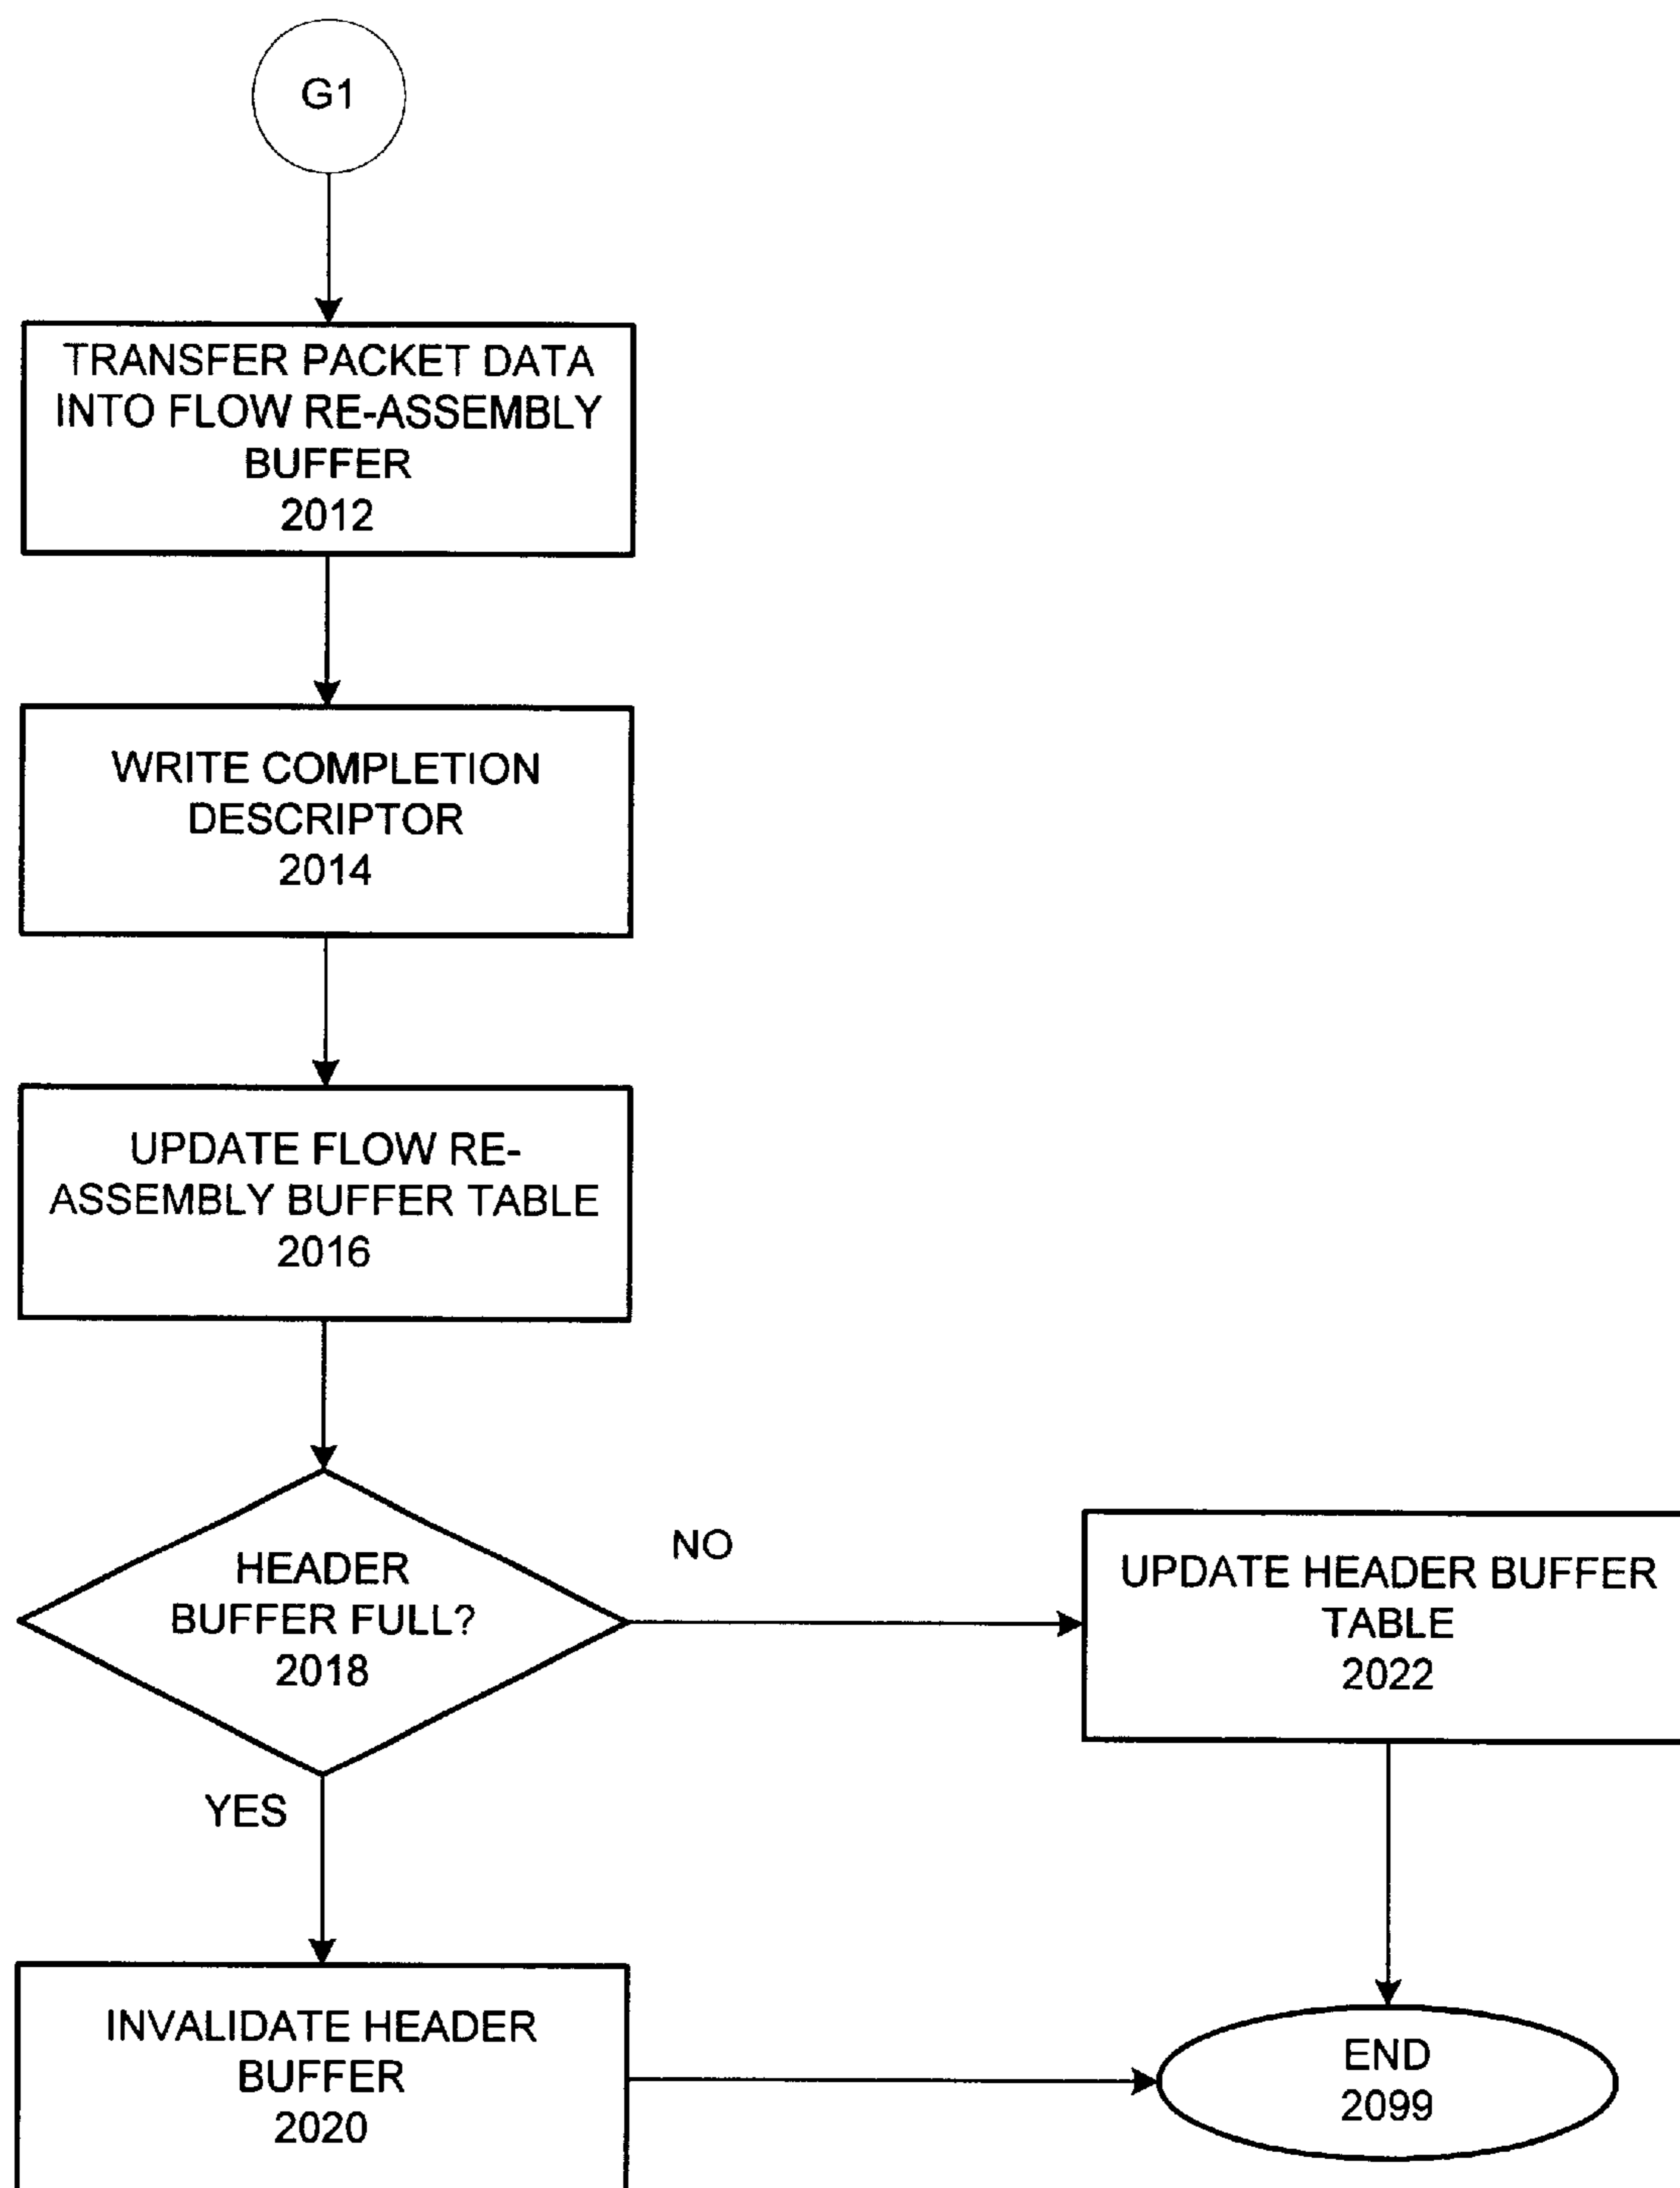 G1
TRANSFER PACKET DATA
INTO FLOW RE-ASSEMBLY
BUFFER
2012
WRITE COMPLETION
DESCRIPTOR
2014
UPDATE FLOW RE-
ASSEMBLY BUFFER TABLE
2016
HEADER
BUFFER FULL?
2018
NO
UPDATE HEADER BUFFER
TABLE
2022
YES
INVALIDATE HEADER
BUFFER
2020
END
2099